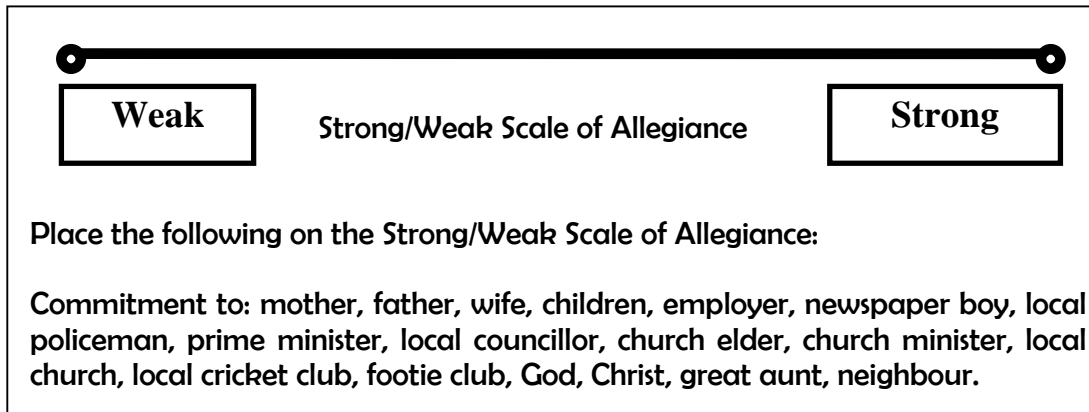 Weak
Strong/Weak Scale of Allegiance
Strong
Place the following on the Strong/Weak Scale of Allegiance:
Commitment to: mother, father, wife, children, employer, newspaper boy, local
policeman, prime minister, local councillor, church elder, church minister, local
church, local cricket club, footie club, God, Christ, great aunt, neighbour.